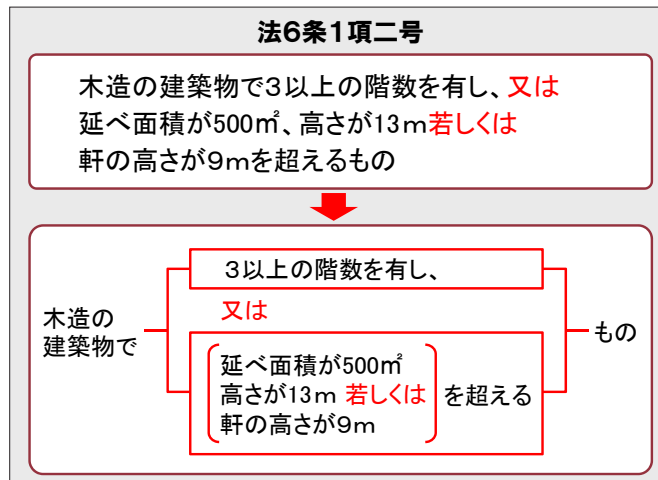 法６条１項二号
木造の建築物で３以上の階数を有し、又は
延べ面積が500㎡、高さが13ｍ若しくは
軒の高さが９ｍを超えるもの
３以上の階数を有し、
又は
木造の
建築物で
もの
延べ面積が500㎡
高さが13ｍ 若しくは
軒の高さが９ｍ
を超える